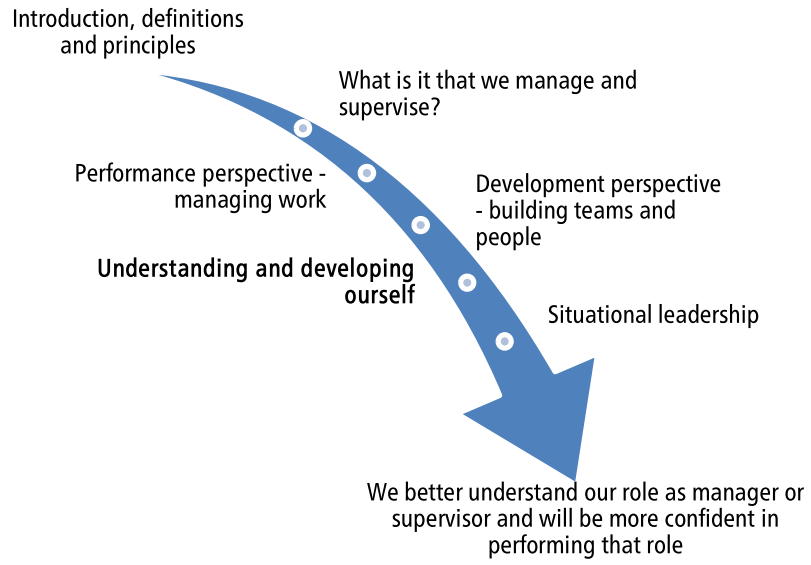 Introduction, definitions
and principles
What is it that we manage and
supervise?
Performance perspective -
managing work
Development perspective
- building teams and
people
Understanding and developing
ourself
Situational leadership
We better understand our role as manager or
supervisor and will be more confident in
performing that role